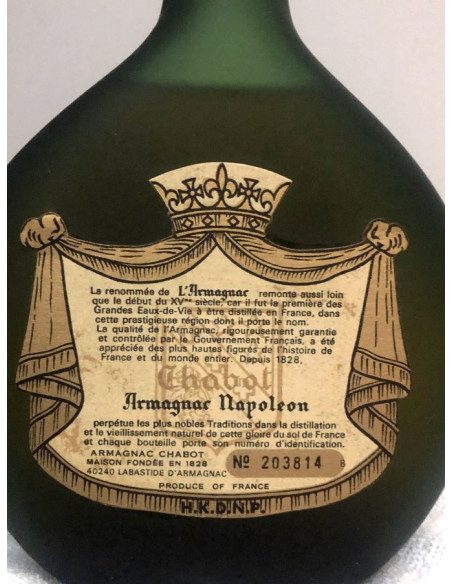 La renommée de L'Armagnac remonte aussi loin
que le début du XVme siècle, car il fut la première des
Grandes Eaux-de-Vie à être distillée en France, dans
cette prestigieuse région dont il porte le nom.
La qualité de l'Armagnac, rigoureusement garantie
et contrôlée par le Gouvernement Français, a été
appréciée des plus hautes figures de l'histoire de
France et du monde entier. Depuis 1828.
Chabot
Armagnac Napoleon
perpétue les plus nobles Traditions dans la distillation
et le vieillissement naturel de cette gloire du sol de France
et chaque bouteille porte son numéro d'identification.
ARMAGNAC CHABOT
MAISON FONDÉE EN 1828
40240 LABASTIDE D'ARMAGNAC
Nº 203814
PRODUCE OF FRANCE
H.K.D.N.P.